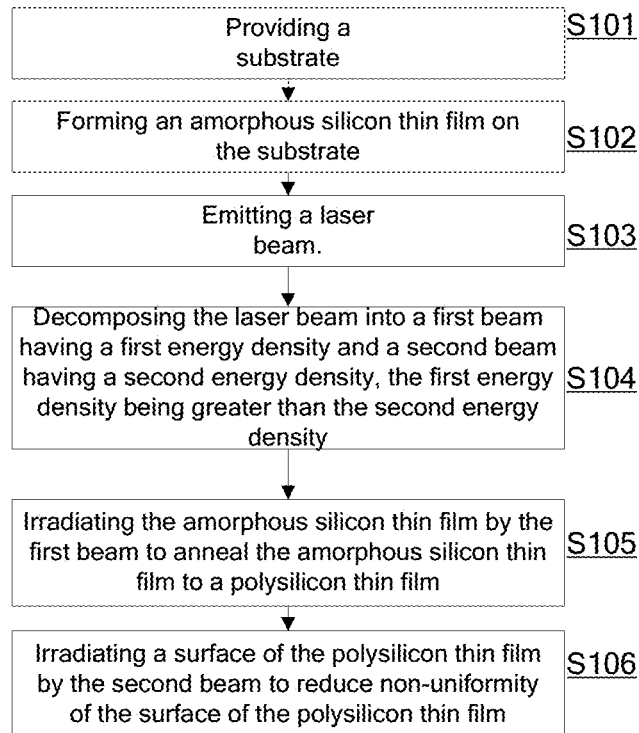 Providing a
substrate
S101
Forming an amorphous silicon thin film on
the substrate
S102
Emitting a laser
beam.
S103
Decomposing the laser beam into a first beam
having a first energy density and a second beam
having a second energy density, the first energy
density being greater than the second energy
density
S104
Irradiating the amorphous silicon thin film by the
first beam to anneal the amorphous silicon thin
film to a polysilicon thin film
S105
Irradiating a surface of the polysilicon thin film
by the second beam to reduce non-uniformity
of the surface of the polysilicon thin film
S106